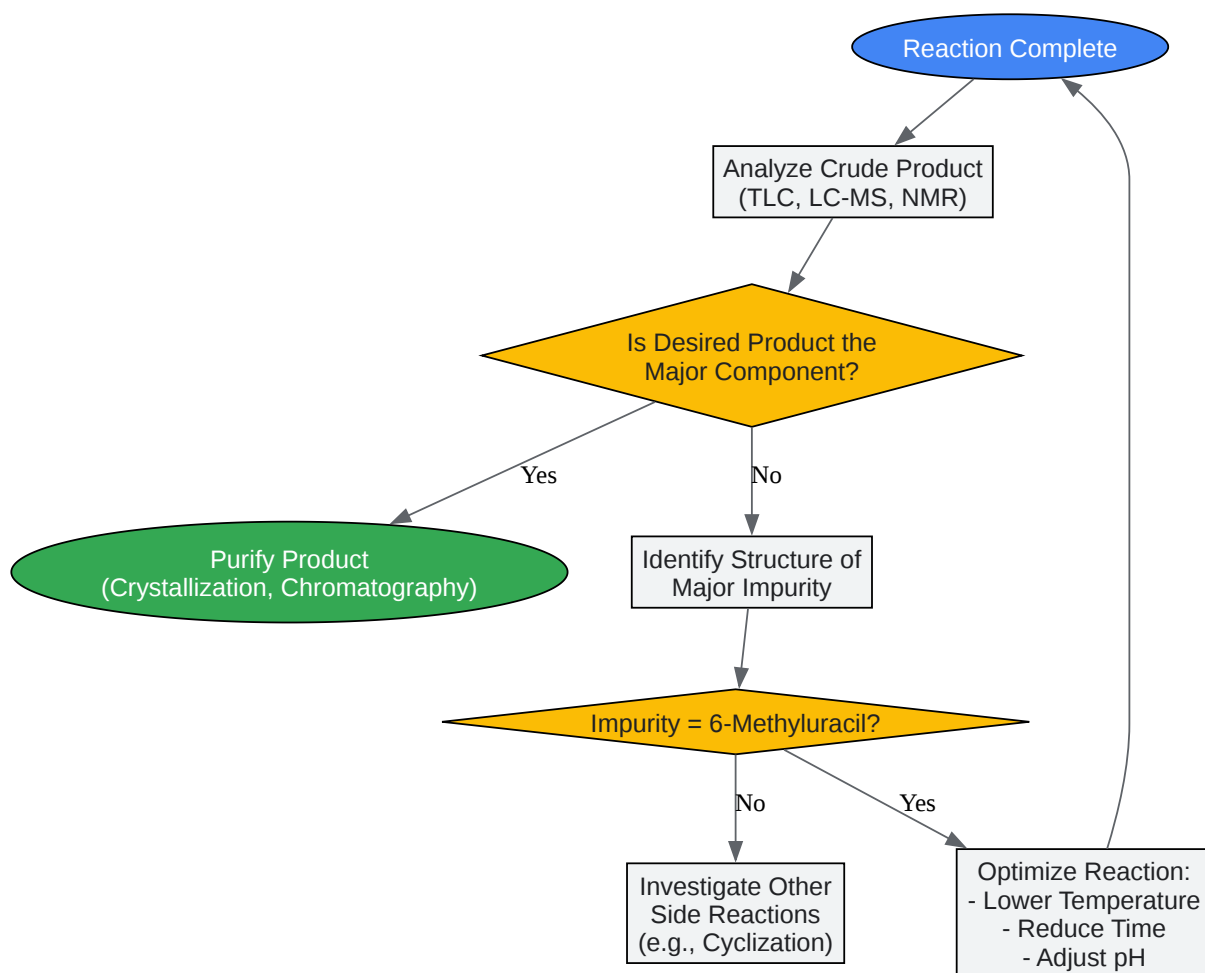 Reaction Complete
Analyze Crude Product
(TLC, LC-MS, NMR)
Is Desired Product the
Major Component?
Yes
No
Purify Product
(Crystallization, Chromatography)
Identify Structure of
Major Impurity
Impurity = 6-Methyluracil?
No
Yes
Investigate Other
Side Reactions
(e.g., Cyclization)
Optimize Reaction:
- Lower Temperature
- Reduce Time
- Adjust pH